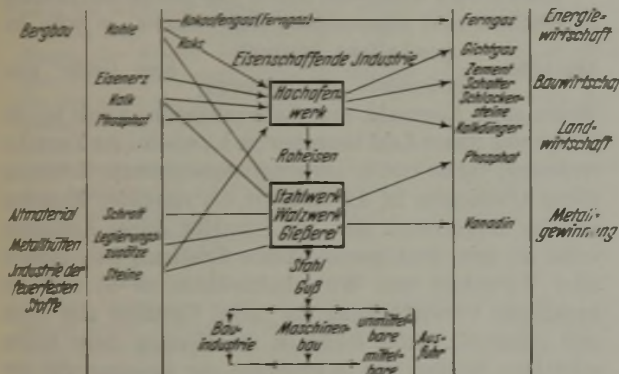 Bergbau
Kohle
Kokosfengas (Ferngas)
Ferngas
Energie-
wirtschaft
Koks
Eisenschaffende Industrie
Gichtgas
Eisenerz
Kalk
Phosphat
Hochofen
werk
Zement
Schotter
Schlacken-
steine
Kalkdünger
Bauwirtschaf
Land-
wirtschaft
Roheisen
Phosphat
Altmaterial
Schrott
Stahlwerk
Walzwerk
Gießerei
Metallhütten
Legierungs-
zusätze
Vanadin
Metall-
gewinnung
Industrie der
feuerfesten
Stoffe
Steine
Stahl
Guß
Bau-
industrie
Maschinen-
bau
unmittel-
bare
mittel-
bare
Aus-
fuhr